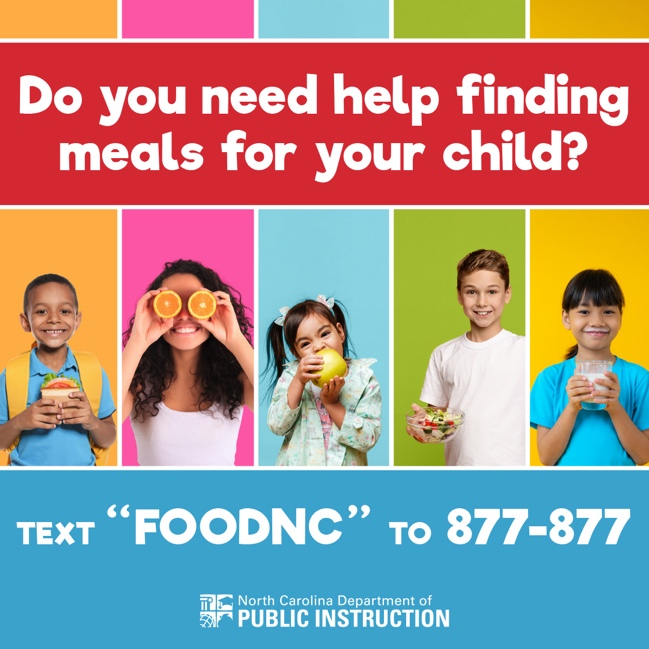 Do you need help finding
meals for your child?
TEXT “FOODNC” TO 877-877
North Carolina Department of
PUBLIC INSTRUCTION